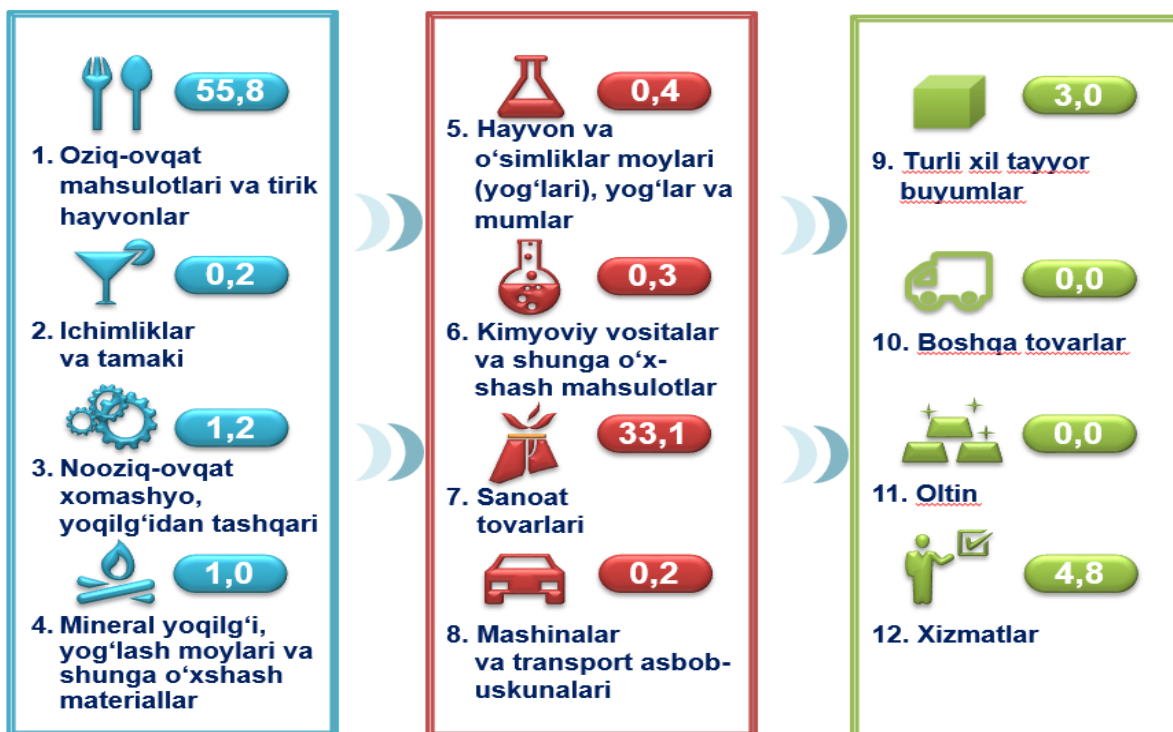 55,8
1. Oziq-ovqat
mahsulotlari va tirik
hayvonlar
0,2
2. Ichimliklar
va tamaki
1,2
3. Nooziq-ovqat
xomashyo,
yoqilg‘idan tashqari
1,0
4. Mineral yoqilg‘i,
yog‘lash moylari va
shunga o‘xshash
materiallar
0,4
5. Hayvon va
o‘simliklar moylari
(yog‘lari), yog‘lar va
mumlar
0,3
6. Kimyoviy vositalar
va shunga o‘x-
shash mahsulotlar
33,1
7. Sanoat
tovarlari
0,2
8. Mashinalar
va transport asbob-
uskunalari
3,0
9. Turli xil tayyor
buyumlar
0,0
10. Boshqa tovarlar
0,0
11. Oltin
4,8
12. Xizmatlar